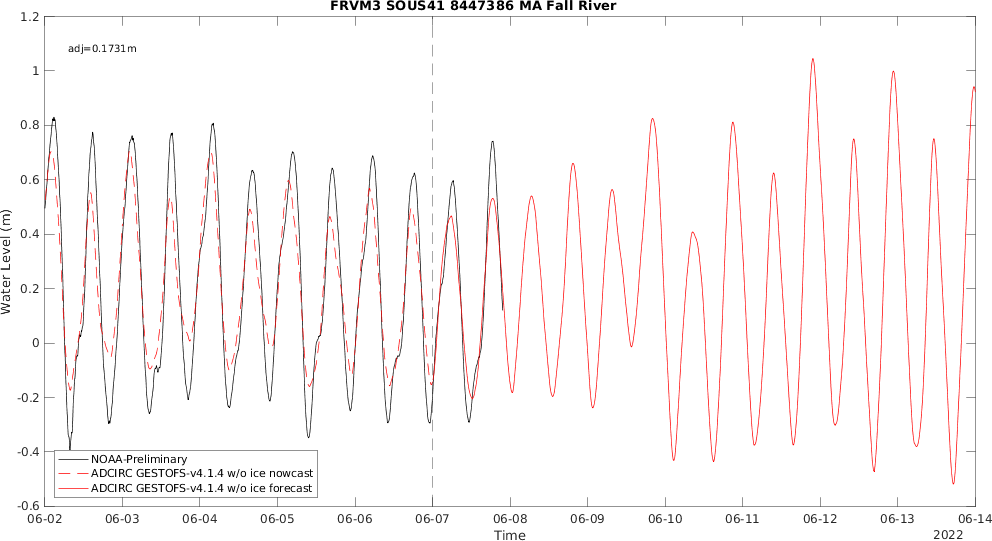 FRVM3 SOUS41 8447386 MA Fall River
1.2
1
0.8
0.6
0.4
0.2
0
-0.2
-0.4
-0.6
Water Level (m)
adj=0.1731m
NOAA-Preliminary
ADCIRC GESTOFS-v4.1.4 w/o ice nowcast
ADCIRC GESTOFS-v4.1.4 w/o ice forecast
06-02 06-03 06-04 06-05 06-06 06-07 06-08 06-09 06-10 06-11 06-12 06-13 06-14
Time
2022